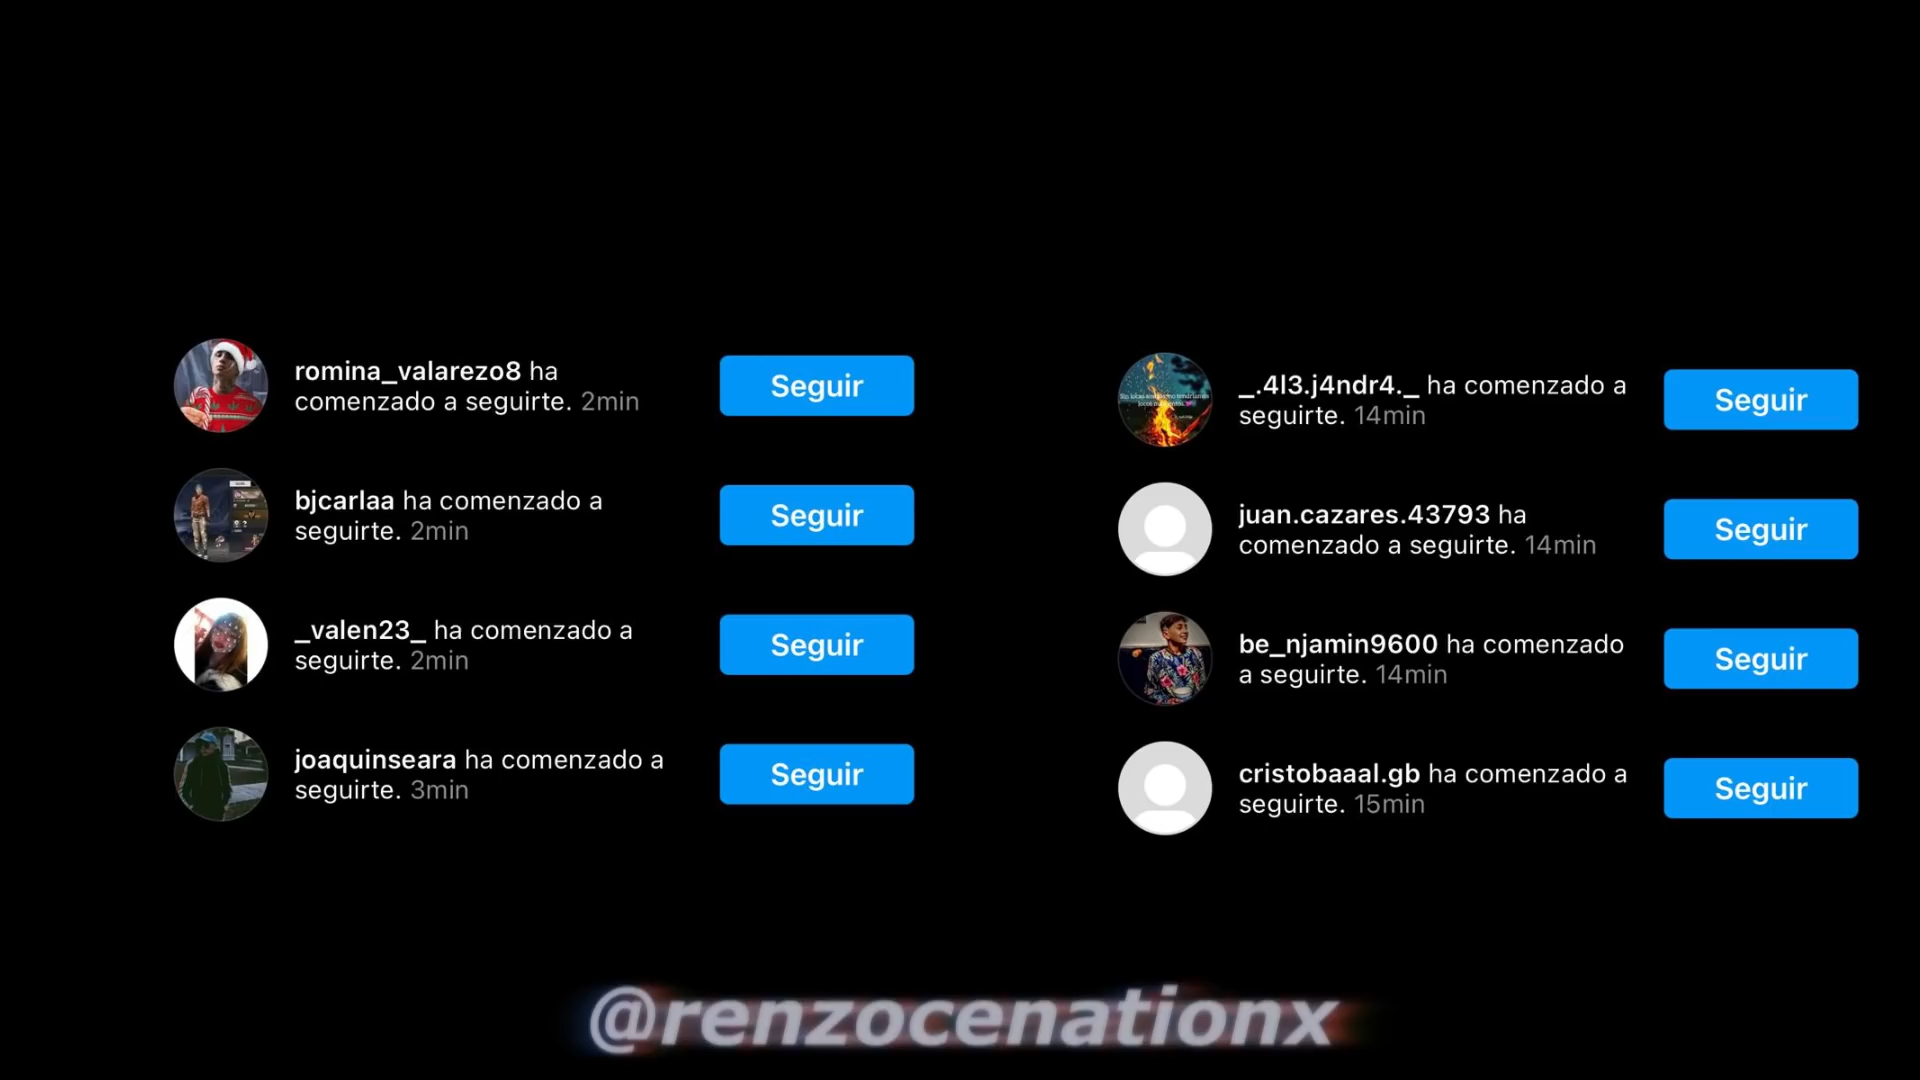 romina_valarezo8 ha
comenzado a seguirte. 2min
Seguir
bjcarlaa ha comenzado a
seguirte. 2min
Seguir
_valen23_ ha comenzado a
seguirte. 2min
Seguir
joaquinseara ha comenzado a
seguirte. 3min
Seguir
_.4l3.j4ndr4._ ha comenzado a
seguirte. 14min
Seguir
juan.cazares.43793 ha
comenzado a seguirte. 14min
Seguir
be_njamin9600 ha comenzado
a seguirte. 14min
Seguir
cristobaaal.gb ha comenzado a
seguirte. 15min
Seguir
@renzocenationx